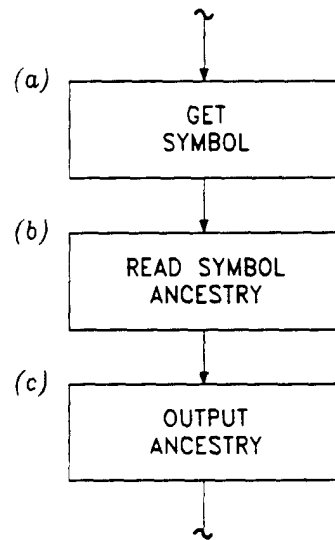 (a)
GET
SYMBOL
(b)
READ SYMBOL
ANCESTRY
(c)
OUTPUT
ANCESTRY